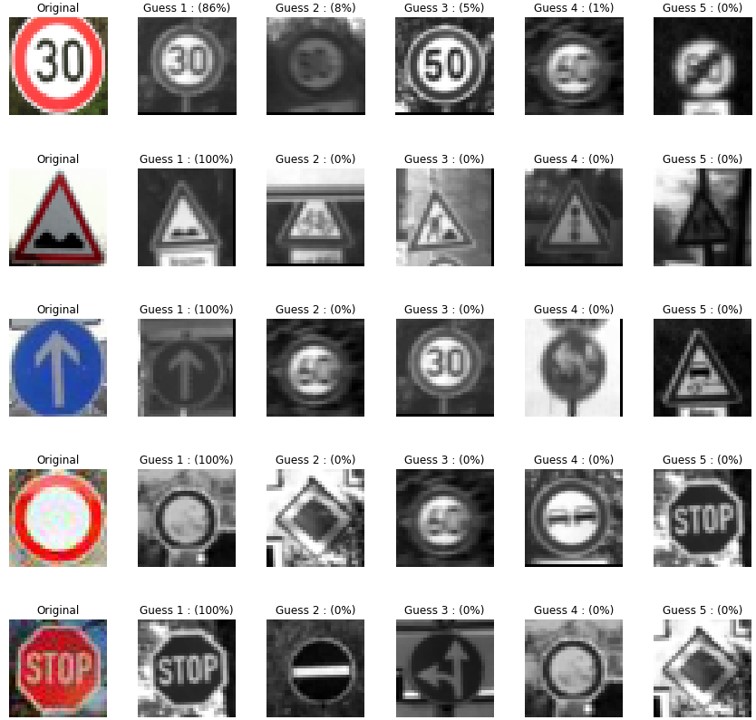 Original Guess 1 : (86%) Guess 2 : (8%) Guess 3 : (5%) Guess 4 : (1%) Guess 5 : (0%)
30 30 50
Original Guess 1 : (100%) Guess 2 : (0%) Guess 3 : (0%) Guess 4 : (0%) Guess 5 : (0%)
Original Guess 1 : (100%) Guess 2 : (0%) Guess 3 : (0%) Guess 4 : (0%) Guess 5 : (0%)
30
Original Guess 1 : (100%) Guess 2 : (0%) Guess 3 : (0%) Guess 4 : (0%) Guess 5 : (0%)
STOP
Original Guess 1 : (100%) Guess 2 : (0%) Guess 3 : (0%) Guess 4 : (0%) Guess 5 : (0%)
STOP STOP